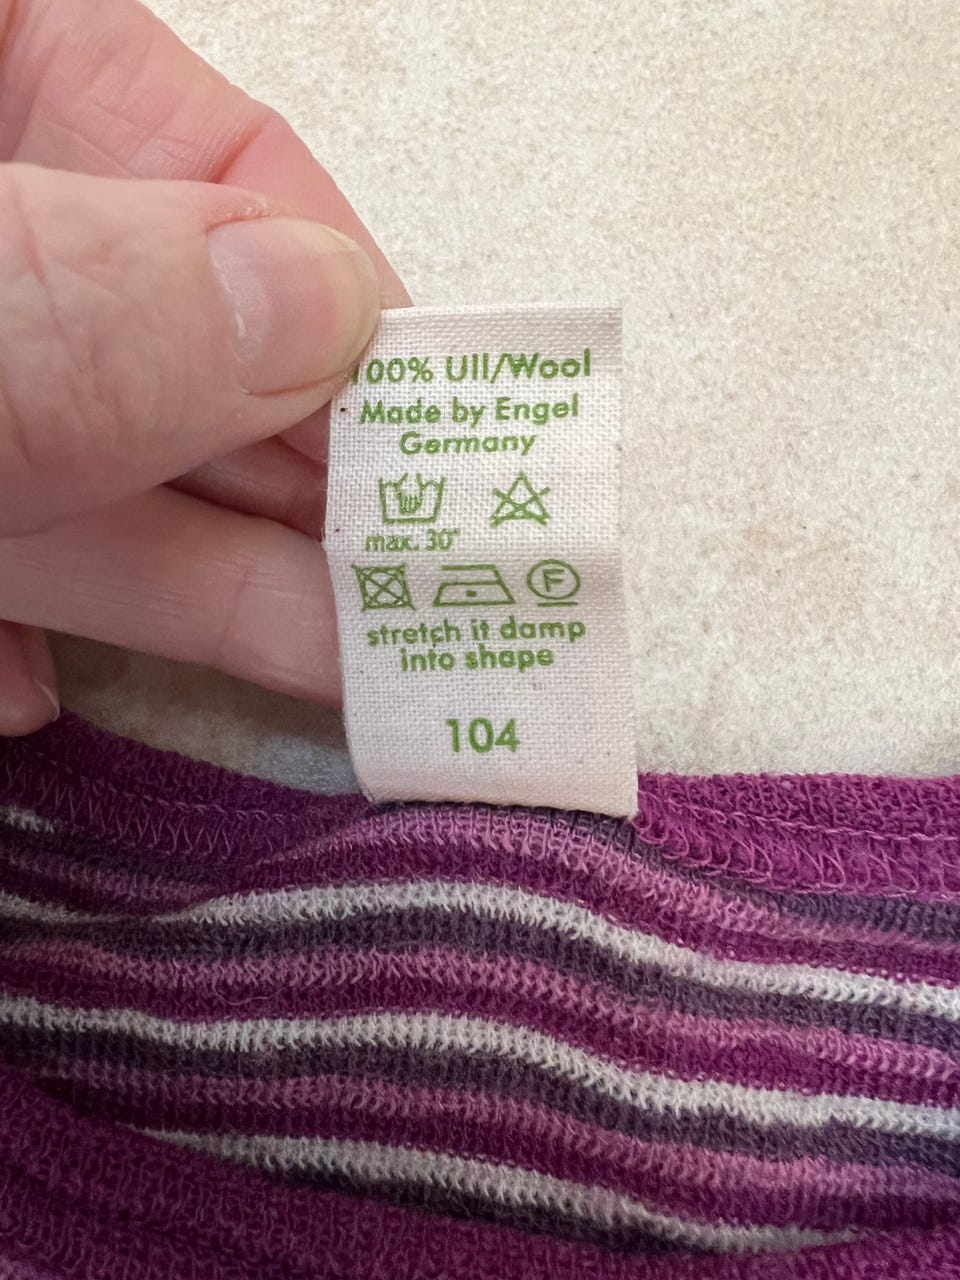 100% Ull/Wool
Made by Engel
Germany
max. 30°
F
stretch it damp
into shape
104